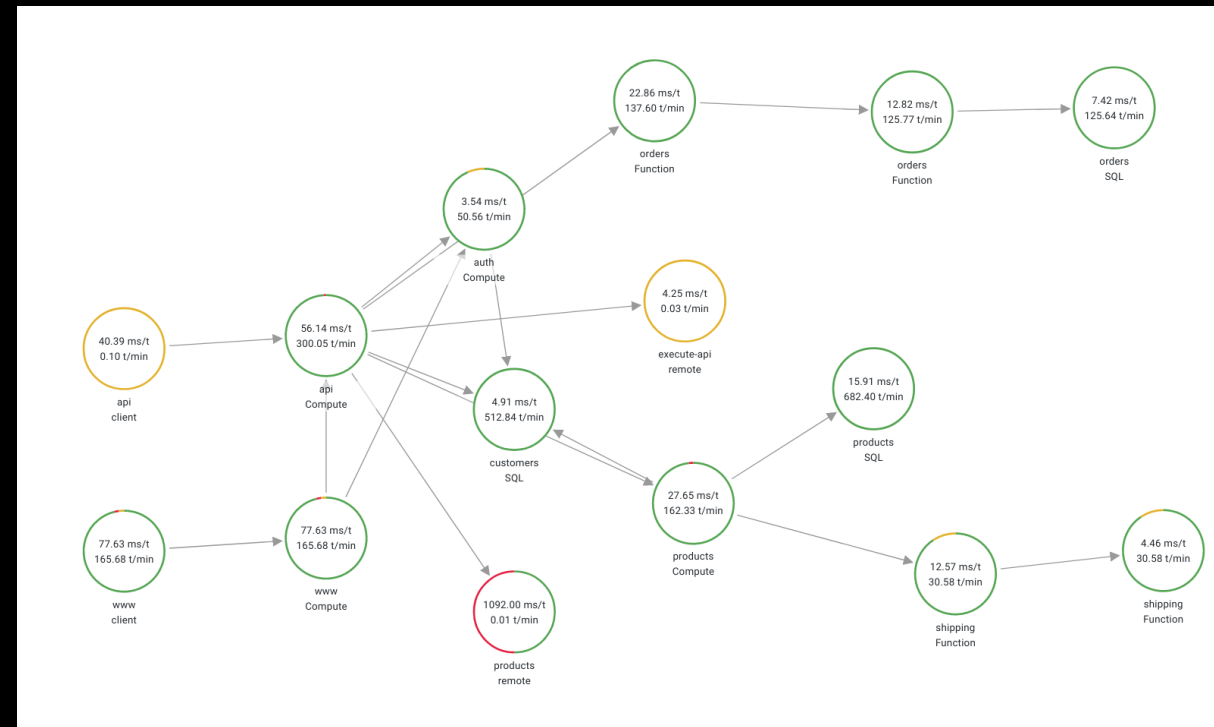 22.86 ms/t
137.60 t/min
orders
Function
12.82 ms/t
125.77 t/min
orders
Function
7.42 ms/t
125.64 t/min
orders
SQL
3.54 ms/t
50.56 t/min
auth
Compute
40.39 ms/t
0.10 t/min
api
client
56.14 ms/t
300.05 t/min
api
Compute
4.25 ms/t
0.03 t/min
execute-api
remote
4.91 ms/t
512.84 t/min
customers
SQL
15.91 ms/t
682.40 t/min
products
SQL
77.63 ms/t
165.68 t/min
www
client
77.63 ms/t
165.68 t/min
www
Compute
27.65 ms/t
162.33 t/min
products
Compute
1092.00 ms/t
0.01 t/min
products
remote
12.57 ms/t
30.58 t/min
shipping
Function
4.46 ms/t
30.58 t/min
shipping
Function